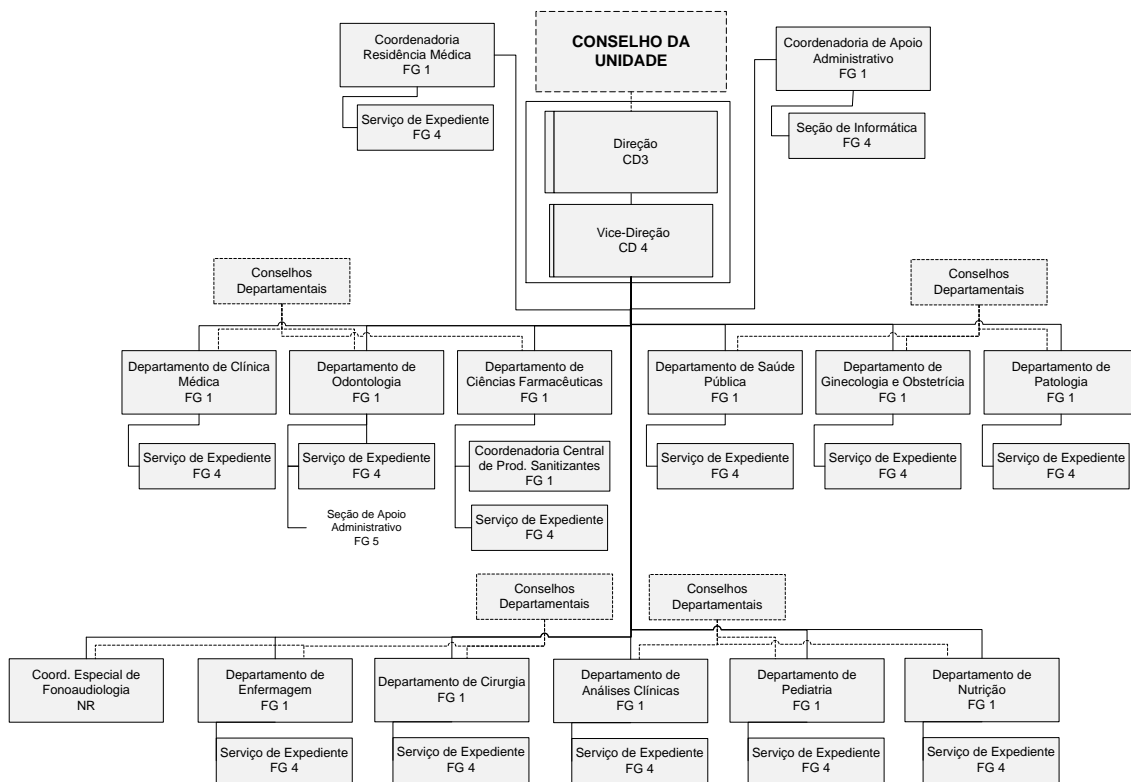 Coordenadoria
Residência Médica
FG 1
CONSELHO DA
UNIDADE
Coordenadoria de Apoio
Administrativo
FG 1
Serviço de Expediente
FG 4
Seção de Informática
FG 4
Direção
CD3
Vice-Direção
CD 4
Conselhos
Departamentais
Conselhos
Departamentais
Departamento de Clínica
Médica
FG 1
Departamento de
Odontologia
FG 1
Departamento de
Ciências Farmacêuticas
FG 1
Departamento de Saúde
Pública
FG 1
Departamento de
Ginecologia e Obstetrícia
FG 1
Departamento de
Patologia
FG 1
Serviço de Expediente
FG 4
Serviço de Expediente
FG 4
Coordenadoria Central
de Prod. Sanitizantes
FG 1
Serviço de Expediente
FG 4
Serviço de Expediente
FG 4
Serviço de Expediente
FG 4
Seção de Apoio
Administrativo
FG 5
Serviço de Expediente
FG 4
Conselhos
Departamentais
Conselhos
Departamentais
Coord. Especial de
Fonoaudiologia
NR
Departamento de
Enfermagem
FG 1
Departamento de Cirurgia
FG 1
Departamento de
Análises Clínicas
FG 1
Departamento de
Pediatria
FG 1
Departamento de
Nutrição
FG 1
Serviço de Expediente
FG 4
Serviço de Expediente
FG 4
Serviço de Expediente
FG 4
Serviço de Expediente
FG 4
Serviço de Expediente
FG 4